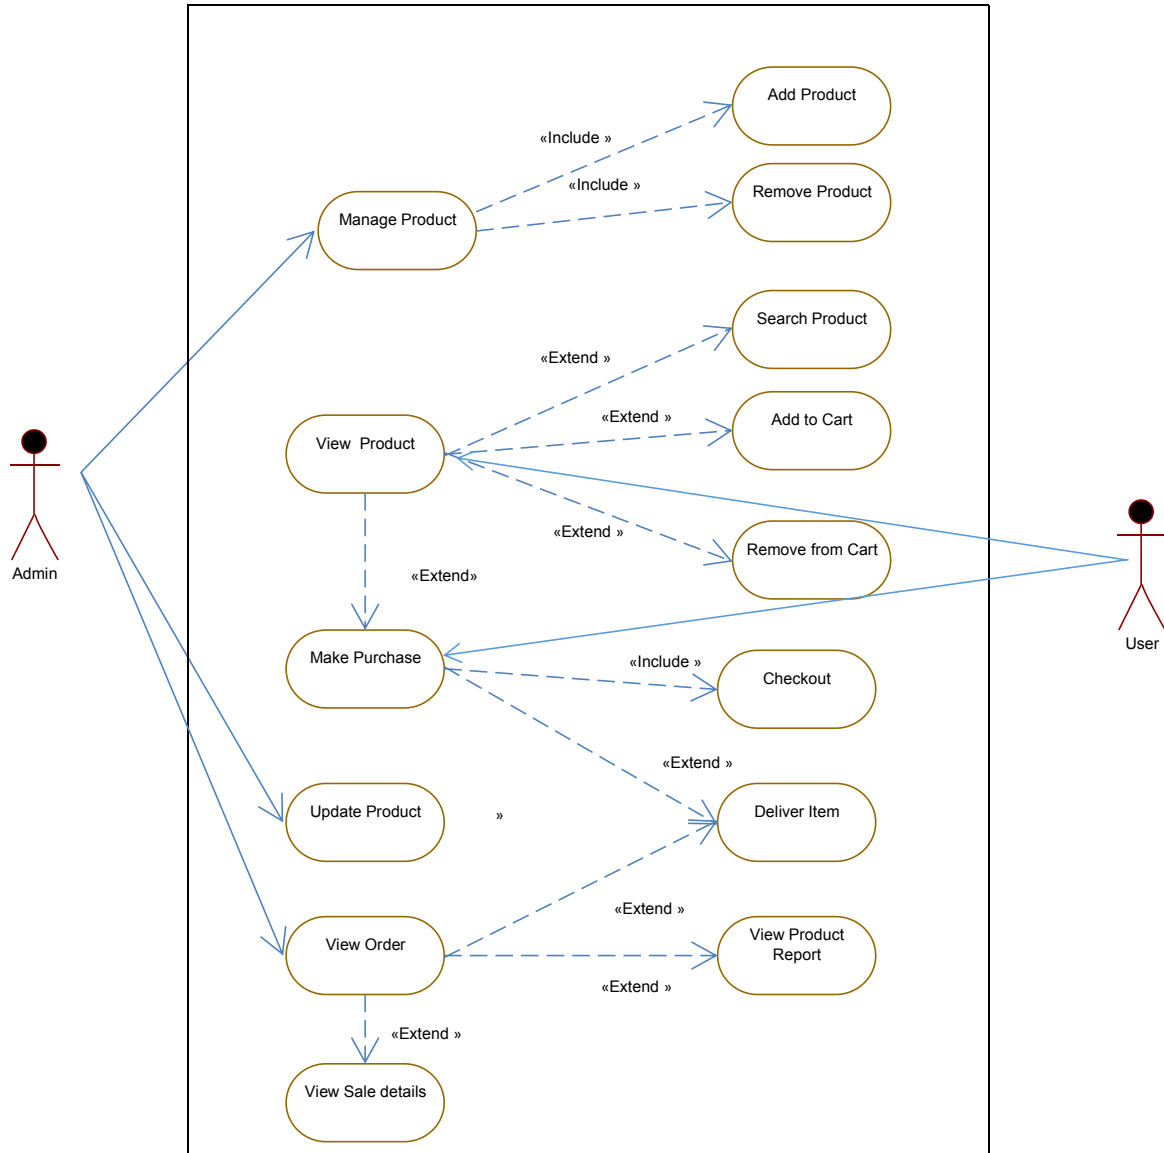 Add Product
«Include »
«Include »
Remove Product
Manage Product
Search Product
«Extend »
«Extend »
Add to Cart
View  Product
«Extend »
Remove from Cart
Admin
«Extend»
User
Make Purchase
«Include »
Checkout
«Extend »
Update Product
»
Deliver Item
«Extend »
View Order
View Product
Report
«Extend »
«Extend »
View Sale details